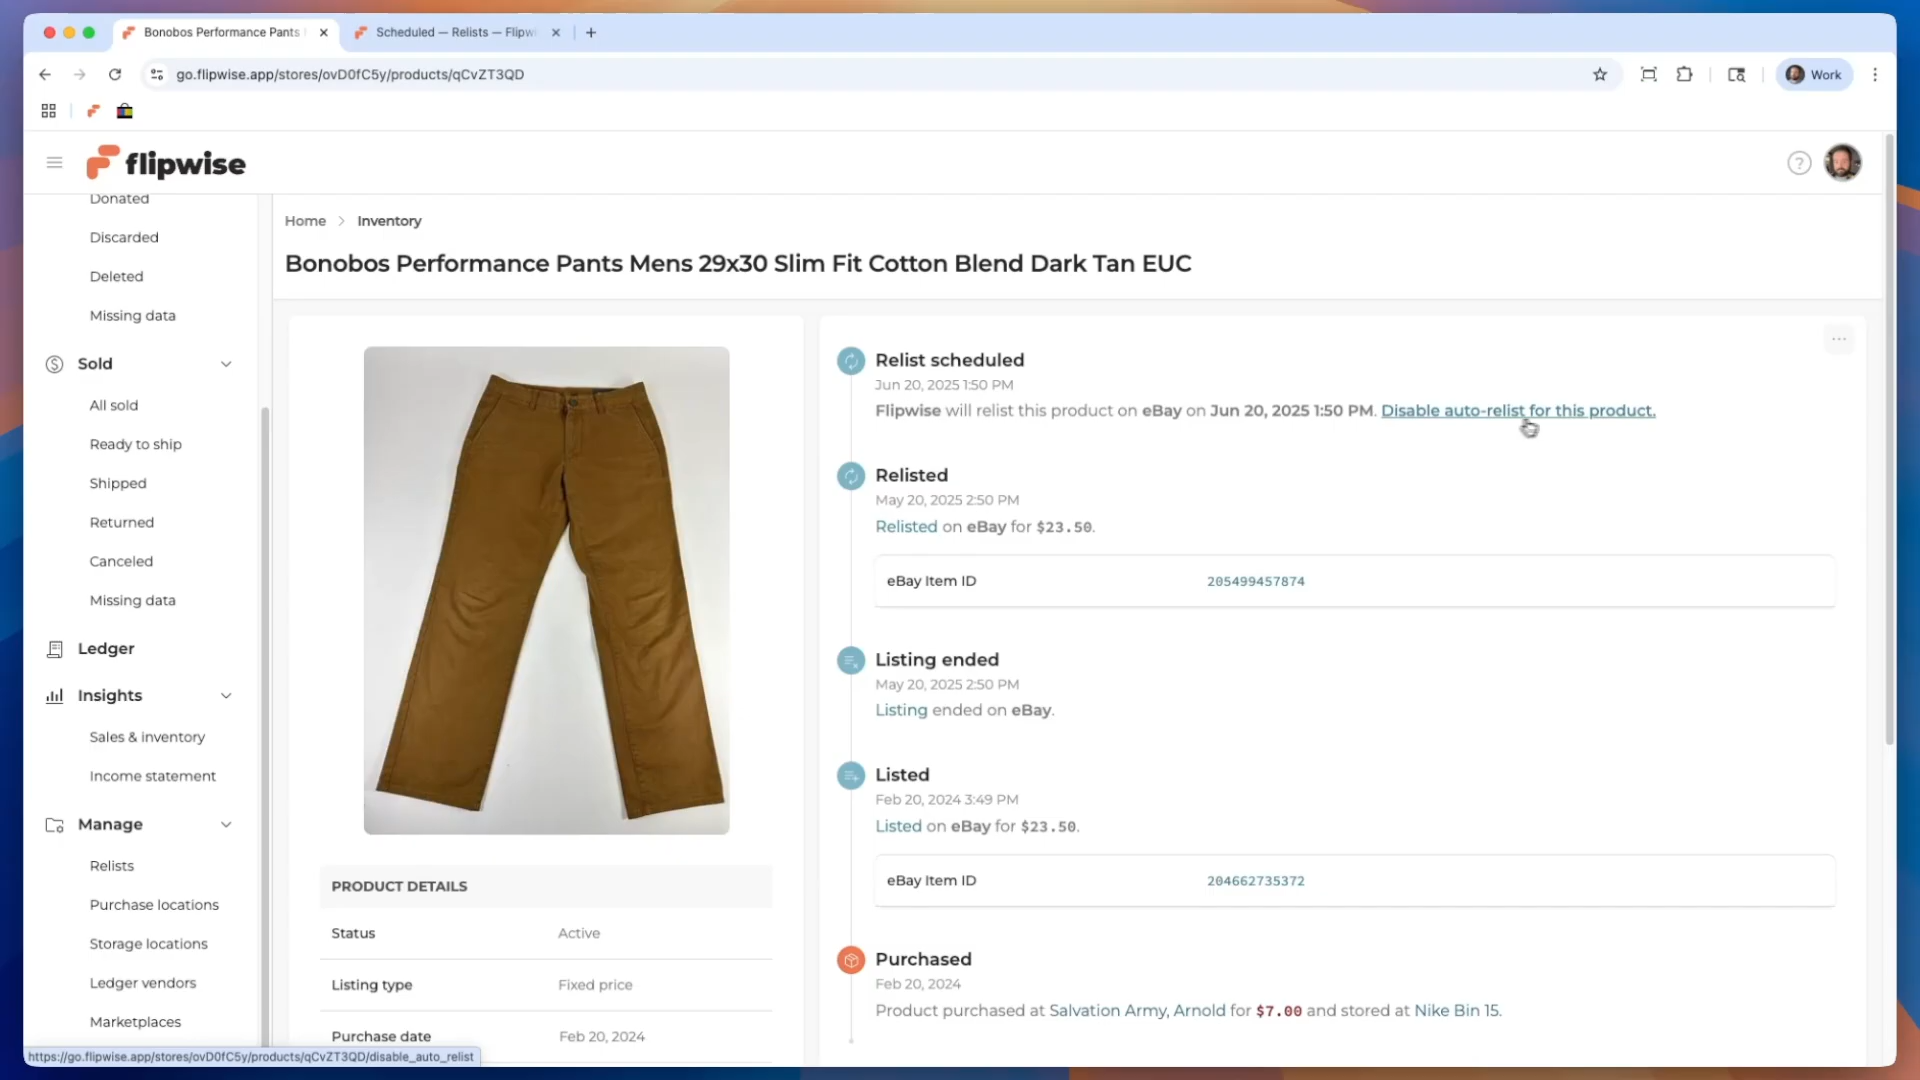 Bonobos Performance Pants
Scheduled — Relists — Flipwi
go.flipwise.app/stores/ovD0fC5y/products/qCvZT3QD
Work
flipwise
?
Donated
Discarded
Deleted
Missing data
Sold
All sold
Ready to ship
Shipped
Returned
Canceled
Missing data
Ledger
Insights
Sales & inventory
Income statement
Manage
Relists
Purchase locations
Storage locations
Ledger vendors
Marketplaces
https://go.flipwise.app/stores/ovD0fC5y/products/qCvZT3QD/disable_auto_relist
Home > Inventory
Bonobos Performance Pants Mens 29x30 Slim Fit Cotton Blend Dark Tan EUC
PRODUCT DETAILS
Status Active
Listing type Fixed price
Purchase date Feb 20, 2024
Relist scheduled
Jun 20, 2025 1:50 PM
Flipwise will relist this product on eBay on Jun 20, 2025 1:50 PM. Disable auto-relist for this product.
Relisted
May 20, 2025 2:50 PM
Relisted on eBay for $23.50.
eBay Item ID 205499457874
Listing ended
May 20, 2025 2:50 PM
Listing ended on eBay.
Listed
Feb 20, 2024 3:49 PM
Listed on eBay for $23.50.
eBay Item ID 204662735372
Purchased
Feb 20, 2024
Product purchased at Salvation Army, Arnold for $7.00 and stored at Nike Bin 15.